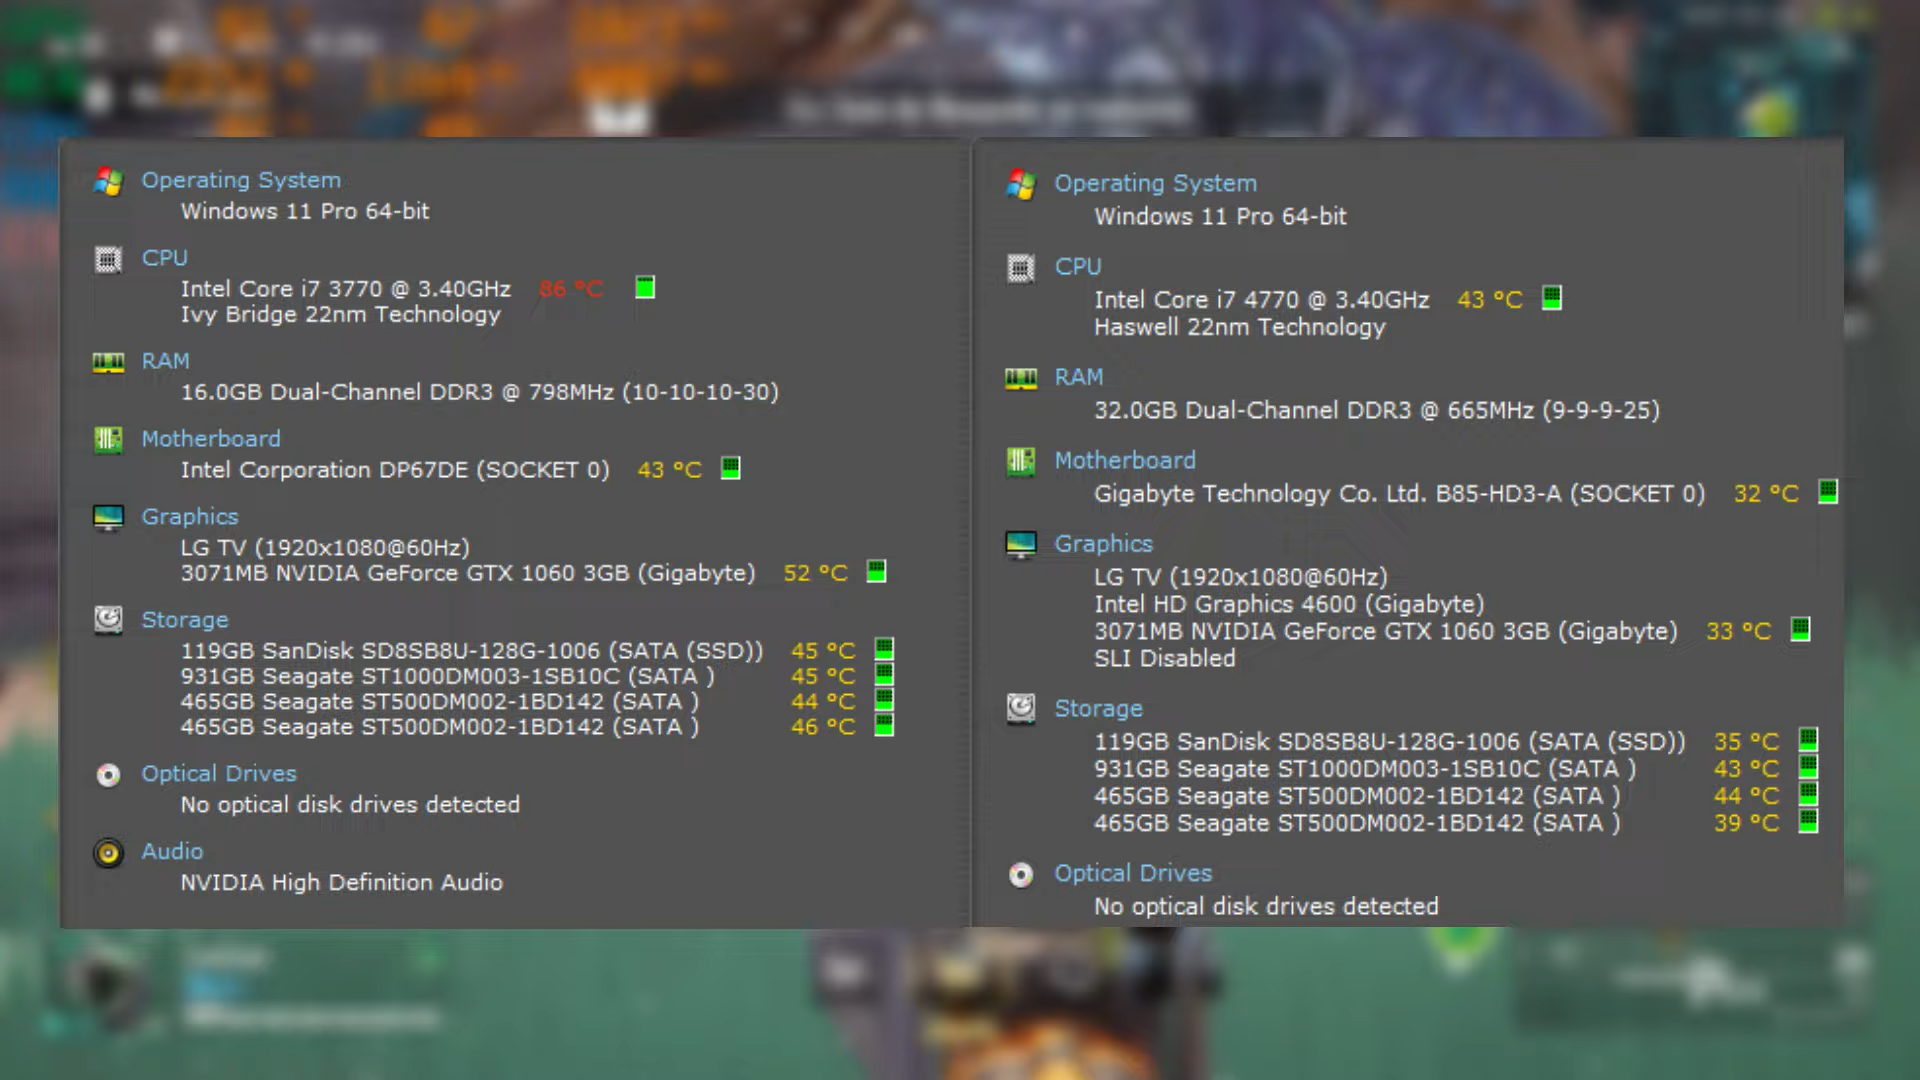 Operating System
Windows 11 Pro 64-bit
CPU
Intel Core i7 3770 @ 3.40GHz 86 °C
Ivy Bridge 22nm Technology
RAM
16.0GB Dual-Channel DDR3 @ 798MHz (10-10-10-30)
Motherboard
Intel Corporation DP67DE (SOCKET 0) 43 °C
Graphics
LG TV (1920x1080@60Hz)
3071MB NVIDIA GeForce GTX 1060 3GB (Gigabyte) 52 °C
Storage
119GB SanDisk SD8SB8U-128G-1006 (SATA (SSD)) 45 °C
931GB Seagate ST1000DM003-1SB10C (SATA ) 45 °C
465GB Seagate ST500DM002-1BD142 (SATA ) 44 °C
465GB Seagate ST500DM002-1BD142 (SATA ) 46 °C
Optical Drives
No optical disk drives detected
Audio
NVIDIA High Definition Audio
Operating System
Windows 11 Pro 64-bit
CPU
Intel Core i7 4770 @ 3.40GHz 43 °C
Haswell 22nm Technology
RAM
32.0GB Dual-Channel DDR3 @ 665MHz (9-9-9-25)
Motherboard
Gigabyte Technology Co. Ltd. B85-HD3-A (SOCKET 0) 32 °C
Graphics
LG TV (1920x1080@60Hz)
Intel HD Graphics 4600 (Gigabyte)
3071MB NVIDIA GeForce GTX 1060 3GB (Gigabyte) 33 °C
SLI Disabled
Storage
119GB SanDisk SD8SB8U-128G-1006 (SATA (SSD)) 35 °C
931GB Seagate ST1000DM003-1SB10C (SATA ) 43 °C
465GB Seagate ST500DM002-1BD142 (SATA ) 44 °C
465GB Seagate ST500DM002-1BD142 (SATA ) 39 °C
Optical Drives
No optical disk drives detected